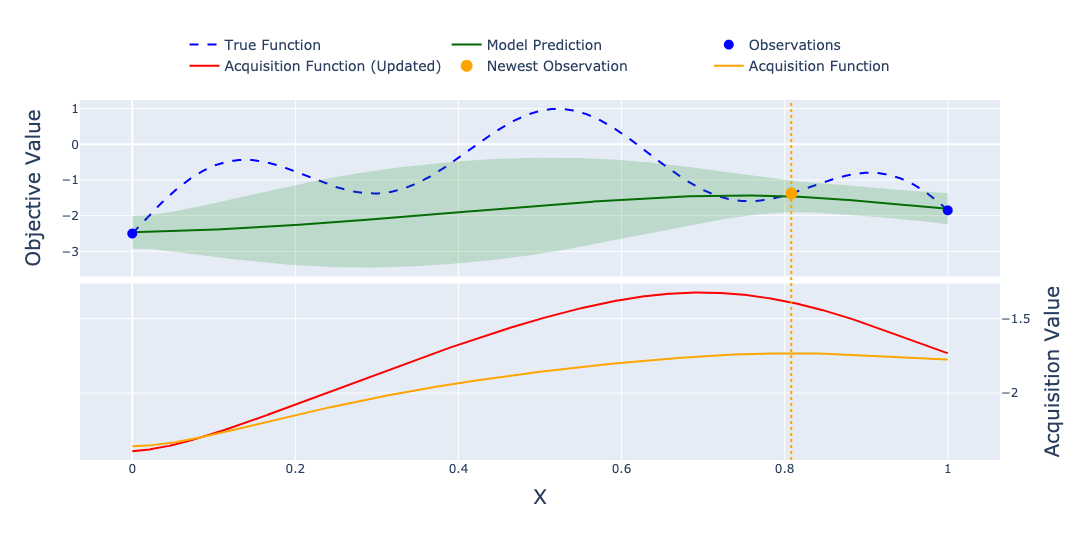 True Function Model Prediction Observations
Acquisition Function (Updated) Newest Observation Acquisition Function
Objective Value
1
0
−1
−2
−3
−1.5
−2
Acquisition Value
0 0.2 0.4 0.6 0.8 1
X